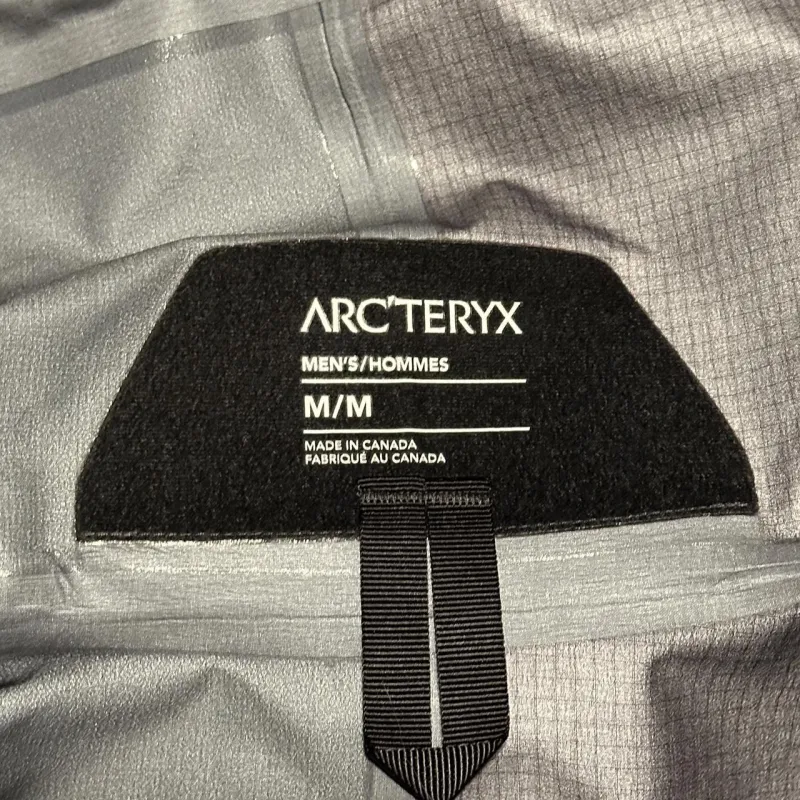 ARC'TERYX
MEN'S/HOMMES
M/M
MADE IN CANADA
FABRIQUÉ AU CANADA